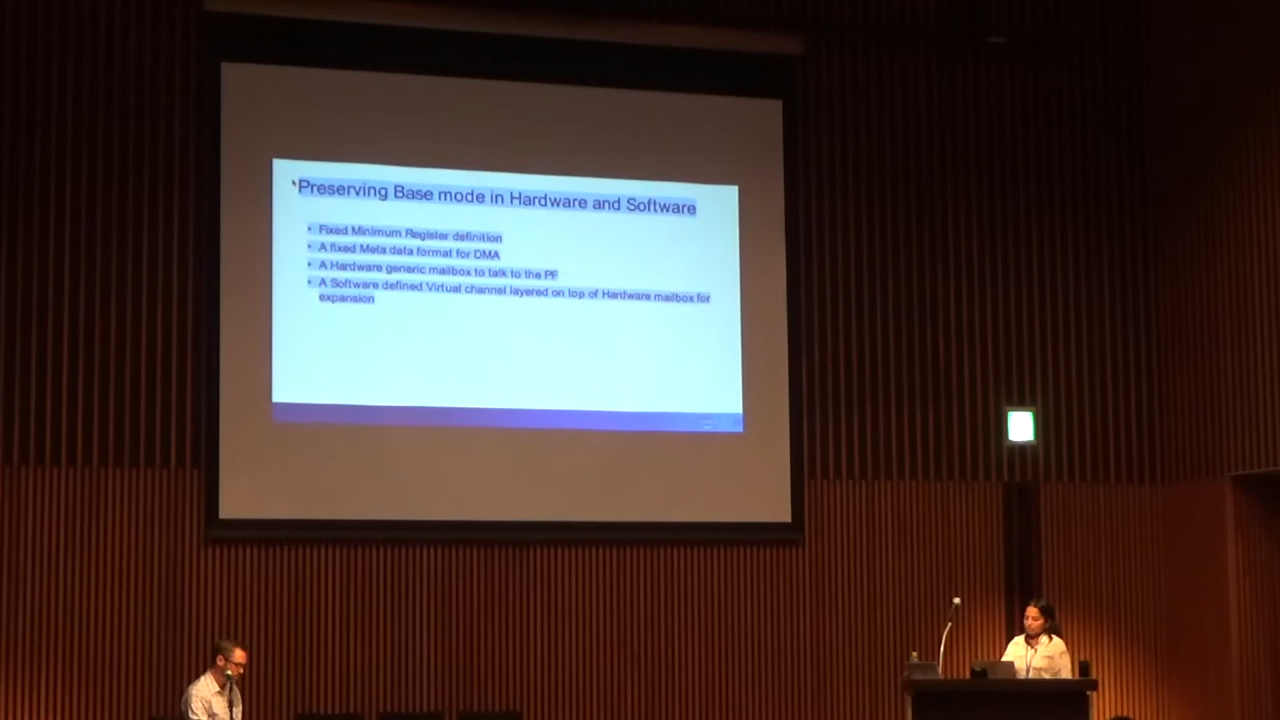 Preserving Base mode in Hardware and Software
• Fixed Minimum Register definition
• A fixed Meta data format for DMA
• A Hardware generic mailbox to talk to the PF
• A Software defined Virtual channel layered on top of Hardware mailbox for
expansion